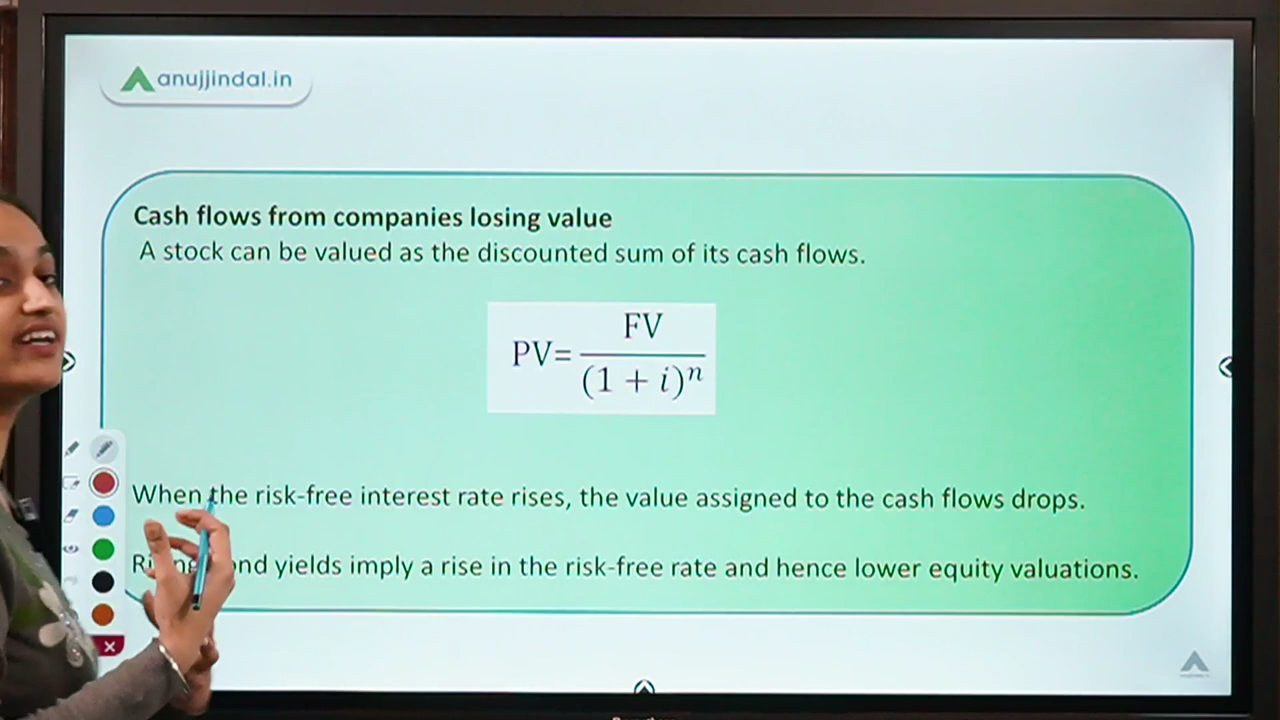 anujjindal.in
Cash flows from companies losing value
A stock can be valued as the discounted sum of its cash flows.
PV= FV
(1 + i)ⁿ
When the risk-free interest rate rises, the value assigned to the cash flows drops.
yields imply a rise in the risk-free rate and hence lower equity valuations.